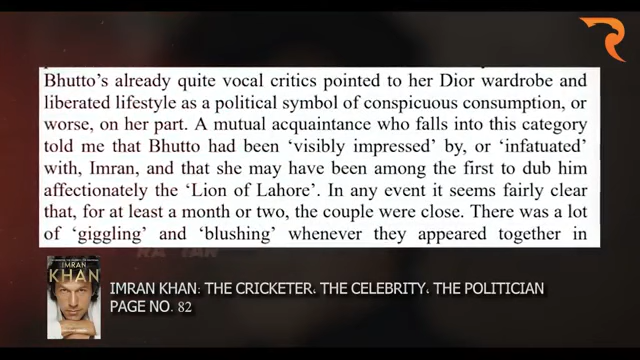 Bhutto's already quite vocal critics pointed to her Dior wardrobe and
liberated lifestyle as a political symbol of conspicuous consumption, or
worse, on her part. A mutual acquaintance who falls into this category
told me that Bhutto had been 'visibly impressed' by, or 'infatuated'
with, Imran, and that she may have been among the first to dub him
affectionately the 'Lion of Lahore'. In any event it seems fairly clear
that, for at least a month or two, the couple were close. There was a lot
of 'giggling' and 'blushing' whenever they appeared together in
IMRAN
KHAN
IMRAN KHAN: THE CRICKETER, THE CELEBRITY, THE POLITICIAN
PAGE NO. 82